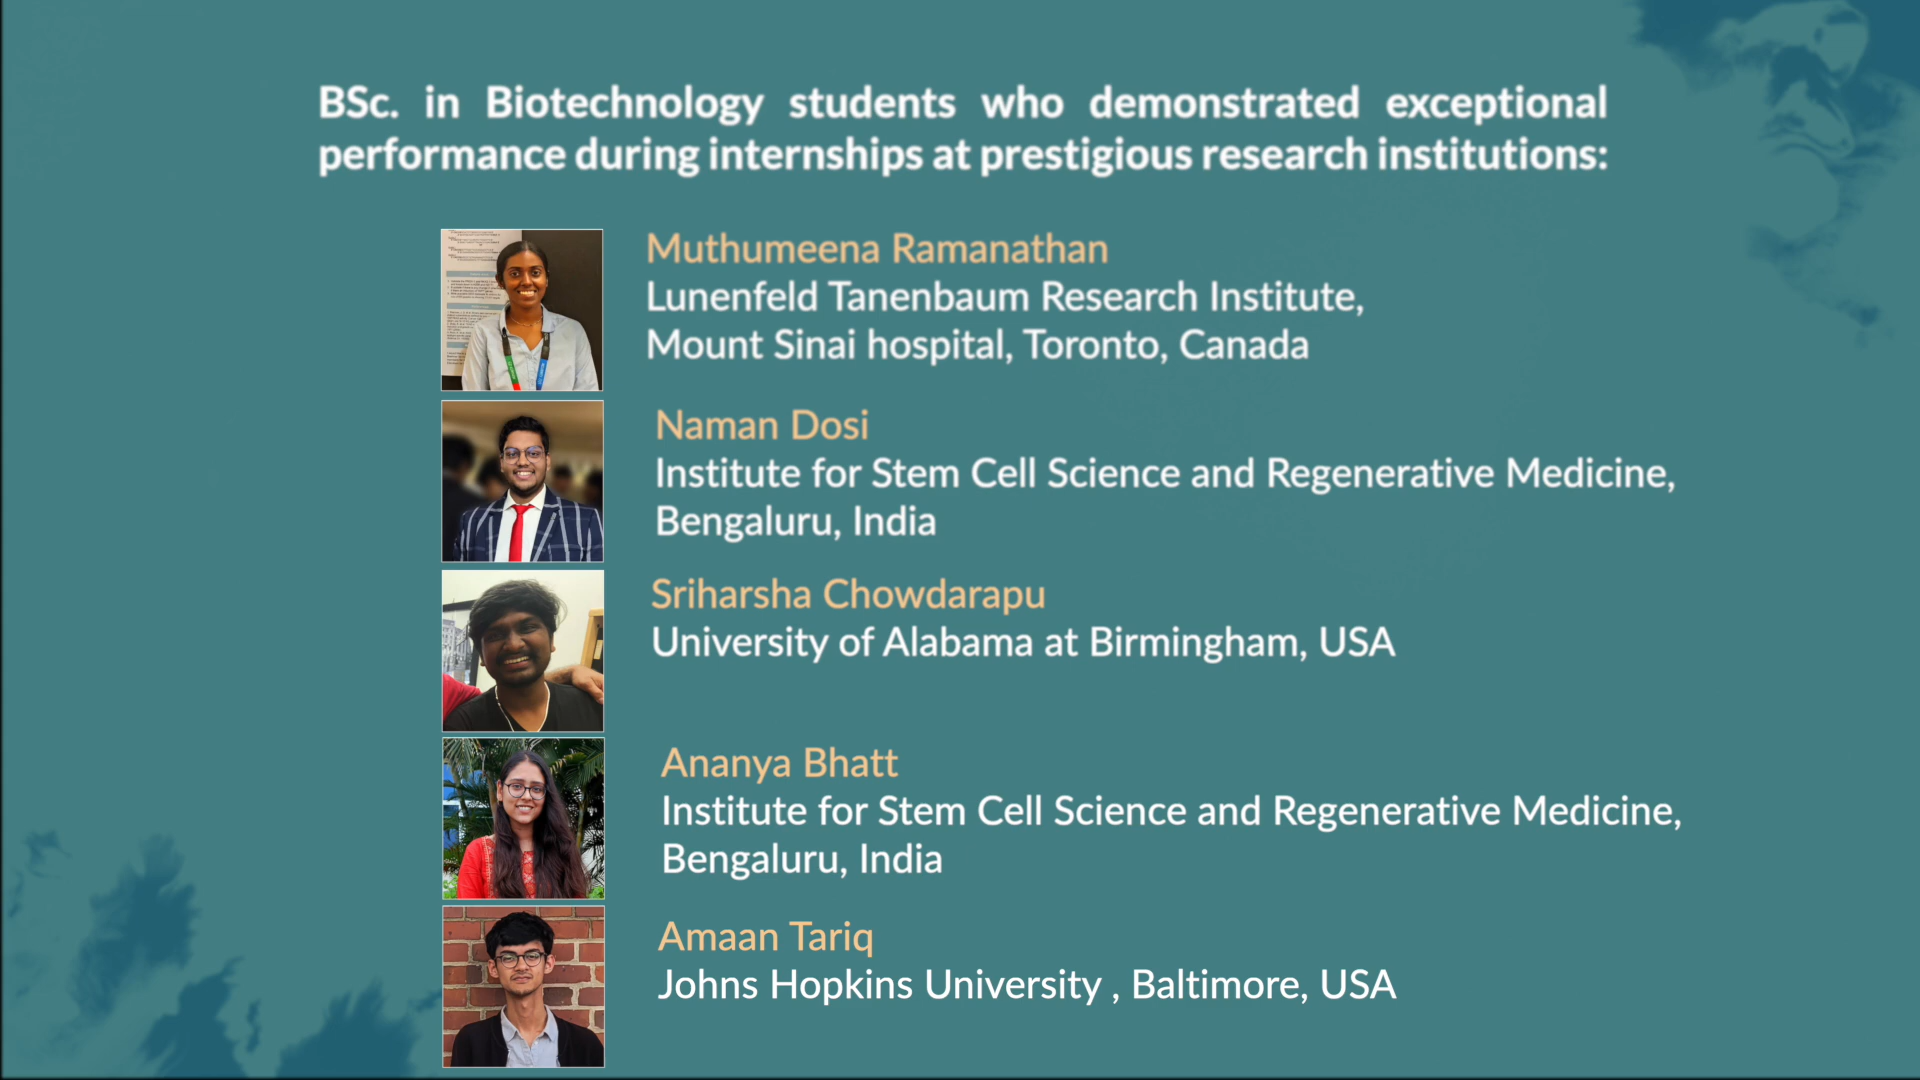 BSc. in Biotechnology students who demonstrated exceptional
performance during internships at prestigious research institutions:
Muthumeena Ramanathan
Lunenfeld Tanenbaum Research Institute,
Mount Sinai hospital, Toronto, Canada
Naman Dosi
Institute for Stem Cell Science and Regenerative Medicine,
Bengaluru, India
Sriharsha Chowdarapu
University of Alabama at Birmingham, USA
Ananya Bhatt
Institute for Stem Cell Science and Regenerative Medicine,
Bengaluru, India
Amaan Tariq
Johns Hopkins University , Baltimore, USA